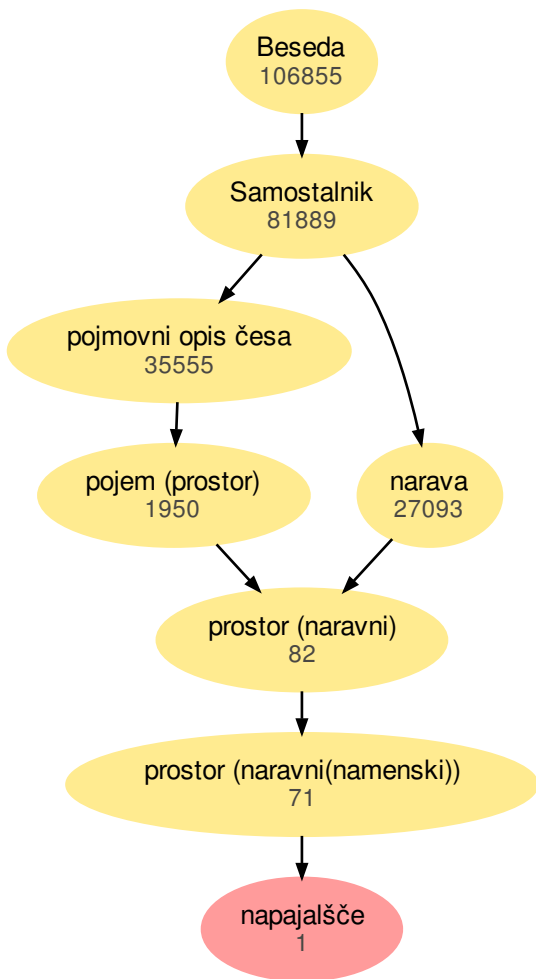 Beseda
106855
Samostalnik
81889
pojmovni opis česa
35555
pojem (prostor)
1950
narava
27093
prostor (naravni)
82
prostor (naravni(namenski))
71
napajalšče
1